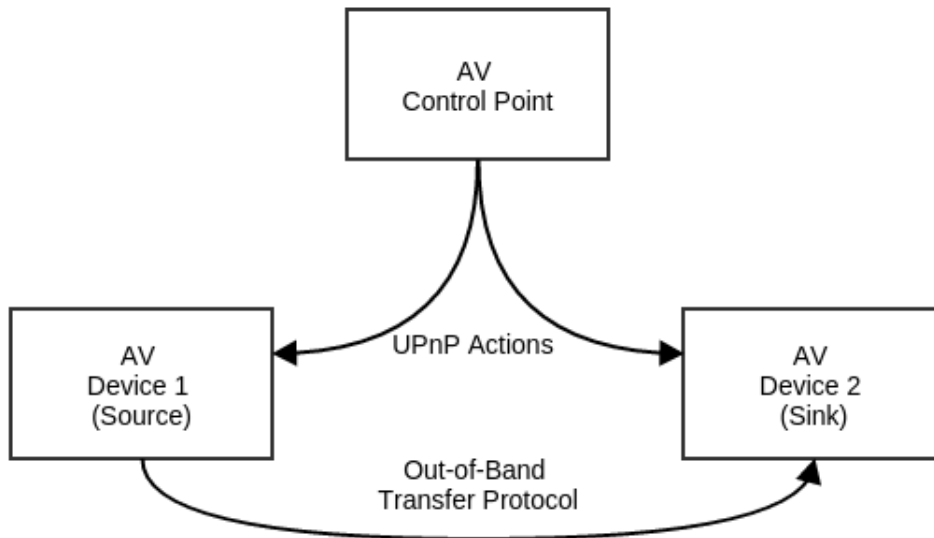 AV
Control Point
UPnP Actions
AV
Device 1
(Source)
AV
Device 2
(Sink)
Out-of-Band
Transfer Protocol